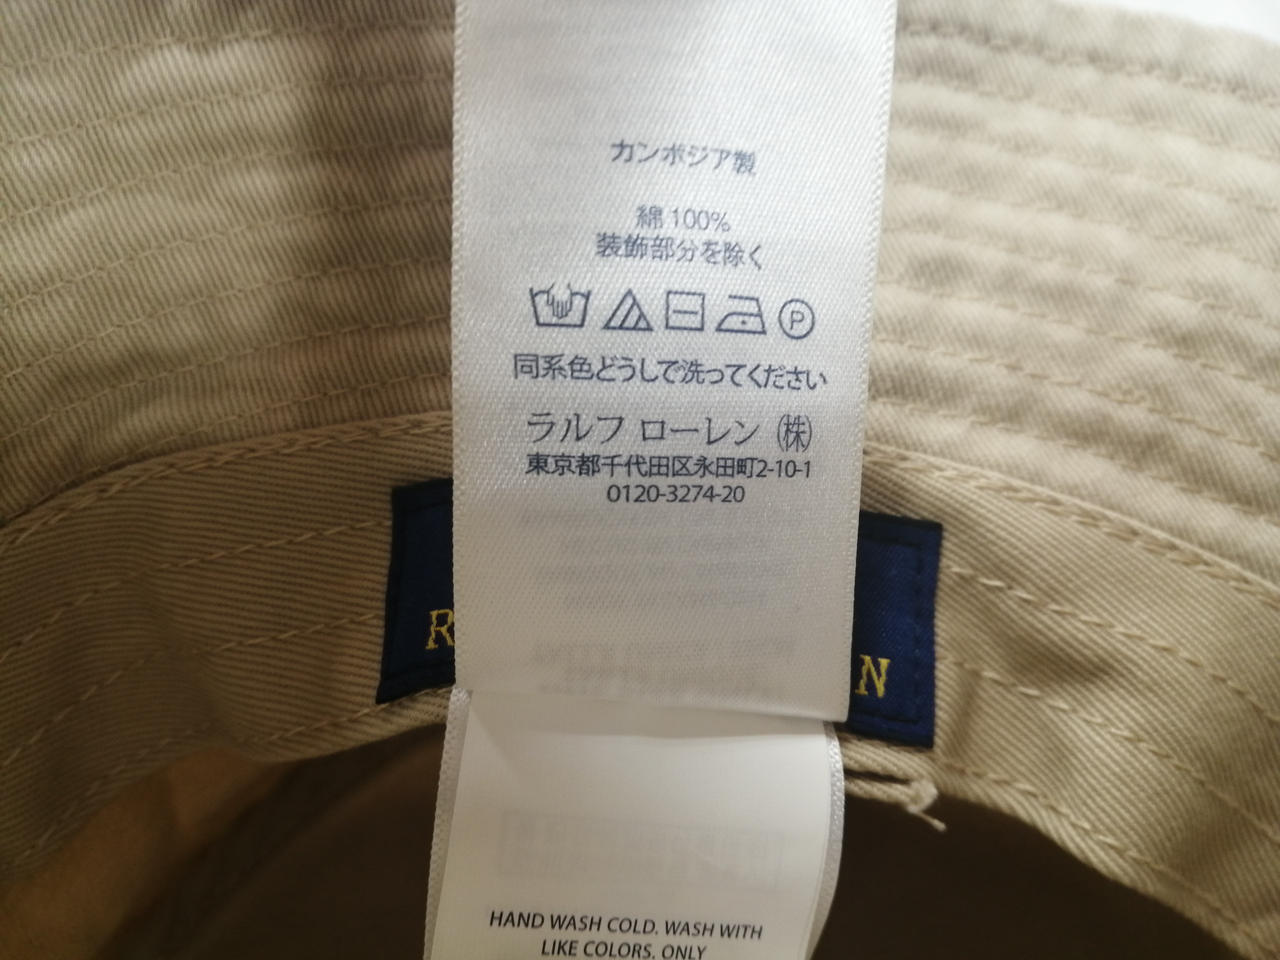 カンボジア製
綿 100%
装飾部分を除く
P
同系色どうしで洗ってください
ラルフ ローレン (株)
東京都千代田区永田町2-10-1
0120-3274-20
R
N
HAND WASH COLD. WASH WITH
LIKE COLORS. ONLY